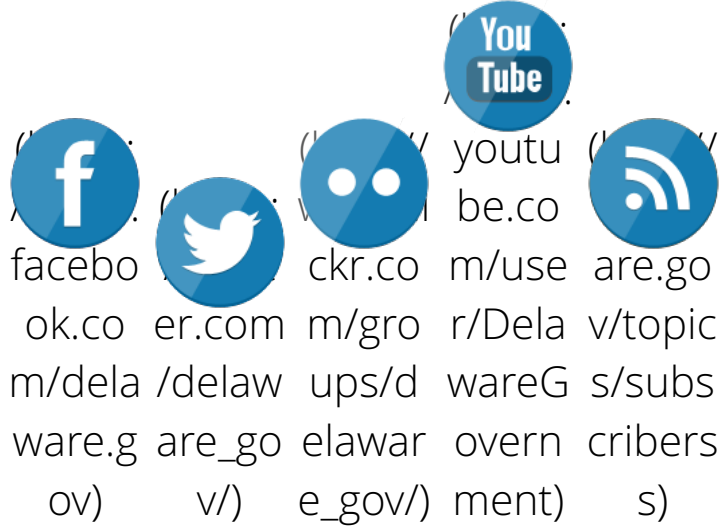 f
facebo
ok.co
m/dela
ware.g
ov)
er.com
/delaw
are_go
v/)
ckr.co
m/gro
ups/d
elawar
e_gov/)
You
Tube
youtu
be.co
m/use
r/Dela
wareG
overn
ment)
are.go
v/topic
s/subs
cribers
s)